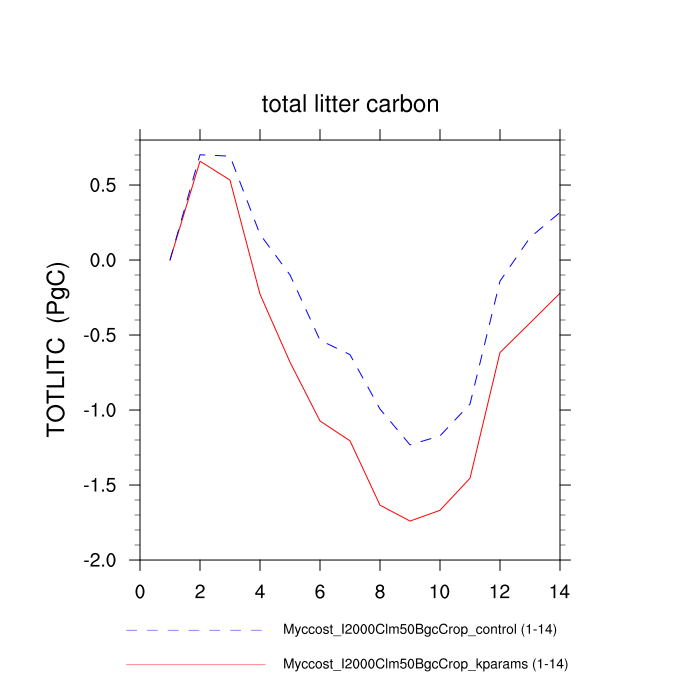 total litter carbon
TOTLITC (PgC)
0.5
0.0
-0.5
-1.0
-1.5
-2.0
0 2 4 6 8 10 12 14
Myccost_I2000Clm50BgcCrop_control (1-14)
Myccost_I2000Clm50BgcCrop_kparams (1-14)